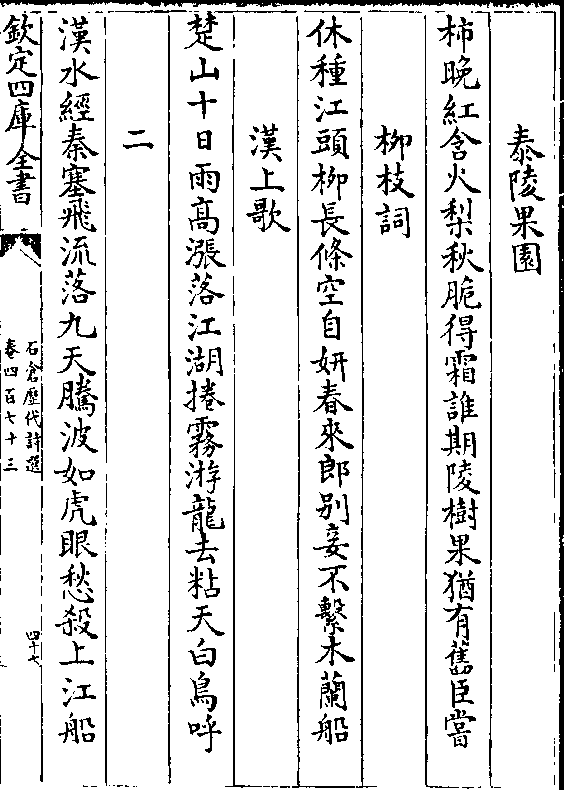 泰陵果園
柿晚紅含火梨秋脆得霜誰期陵樹果猶有舊臣嘗
柳枝詞
休種江頭柳長條空自妍春來郎别妾不繫木蘭船
漢上歌
楚山十日雨高漲落江湖捲霧游龍去粘天白鳥呼
二
漢水經秦塞飛流落九天騰波如虎眼愁殺上江船
欽定四庫全書
石倉歴代詩選
卷四百七十三
四十七